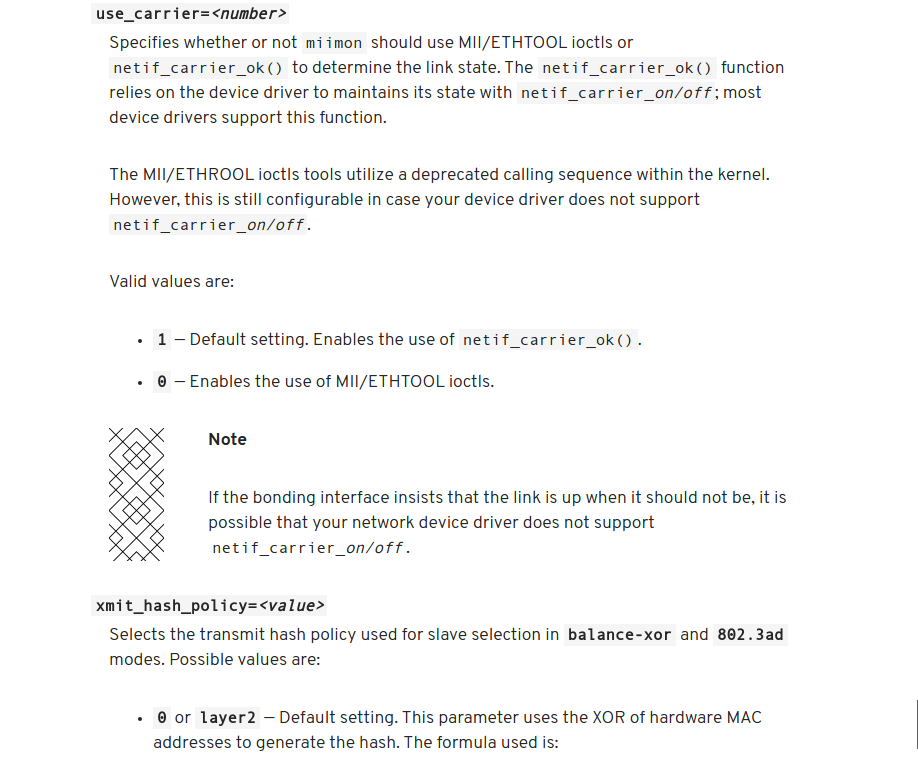 use_carrier=<number>
Specifies whether or not miimon should use MII/ETHTOOL ioctls or
netif_carrier_ok() to determine the link state. The netif_carrier_ok() function
relies on the device driver to maintains its state with netif_carrier_on/off; most
device drivers support this function.
The MII/ETHROOL ioctls tools utilize a deprecated calling sequence within the kernel.
However, this is still configurable in case your device driver does not support
netif_carrier_on/off.
Valid values are:
• 1 — Default setting. Enables the use of netif_carrier_ok().
• 0 — Enables the use of MII/ETHTOOL ioctls.
Note
If the bonding interface insists that the link is up when it should not be, it is
possible that your network device driver does not support
netif_carrier_on/off.
xmit_hash_policy=<value>
Selects the transmit hash policy used for slave selection in balance-xor and 802.3ad
modes. Possible values are:
• 0 or layer2 — Default setting. This parameter uses the XOR of hardware MAC
addresses to generate the hash. The formula used is: